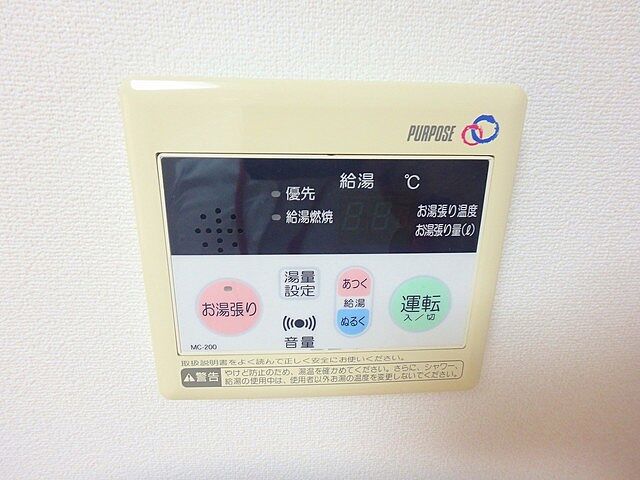 PURPOSE
給湯 ℃
優先
給湯燃焼
お湯張り温度
お湯張り量(ℓ)
お湯張り
湯量
設定
音量
あつく
給湯
ぬるく
運転
入／切
MC-200
取扱説明書をよく読んで正しく安全にお使いください。
警告
やけど防止のため、湯温を確かめてください。さらに、シャワー、
給湯の使用中は、使用者以外お湯の温度を変更しないでください。